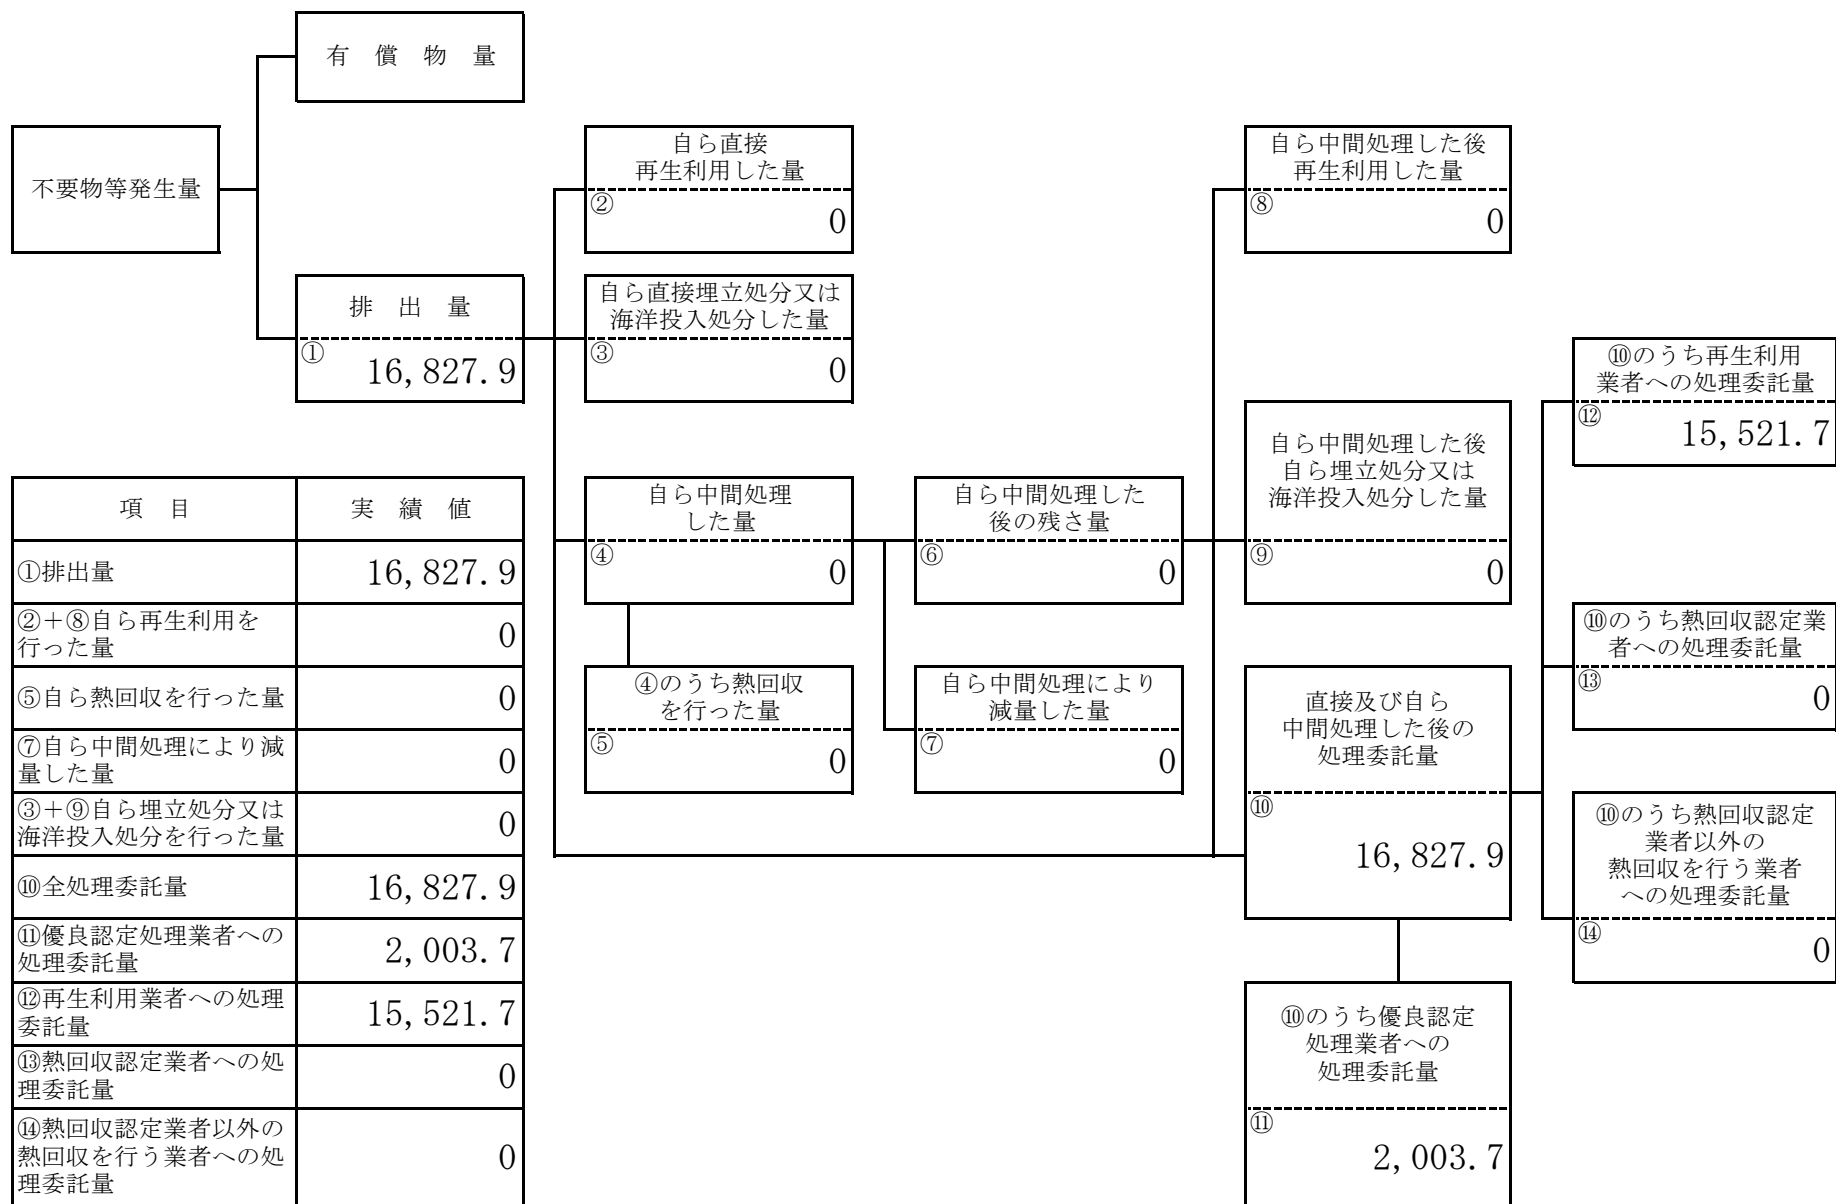 有　償　物　量
不要物等発生量
排　出　量
①
16,827.9
自ら直接
再生利用した量
②
0
自ら直接埋立処分又は
海洋投入処分した量
③
0
自ら中間処理
した量
④
0
④のうち熱回収
を行った量
⑤
0
自ら中間処理した
後の残さ量
⑥
0
自ら中間処理により
減量した量
⑦
0
自ら中間処理した後
再生利用した量
⑧
0
自ら中間処理した後
自ら埋立処分又は
海洋投入処分した量
⑨
0
直接及び自ら
中間処理した後の
処理委託量
⑩
16,827.9
⑩のうち優良認定
処理業者への
処理委託量
⑪
2,003.7
⑩のうち再生利用
業者への処理委託量
⑫
15,521.7
⑩のうち熱回収認定業
者への処理委託量
⑬
0
⑩のうち熱回収認定
業者以外の
熱回収を行う業者
への処理委託量
⑭
0
項　目　実　績　値
①排出量　16,827.9
②＋⑧自ら再生利用を
行った量　0
⑤自ら熱回収を行った量　0
⑦自ら中間処理により減
量した量　0
③＋⑨自ら埋立処分又は
海洋投入処分を行った量　0
⑩全処理委託量　16,827.9
⑪優良認定処理業者への
処理委託量　2,003.7
⑫再生利用業者への処理
委託量　15,521.7
⑬熱回収認定業者への処
理委託量　0
⑭熱回収認定業者以外の
熱回収を行う業者への処
理委託量　0